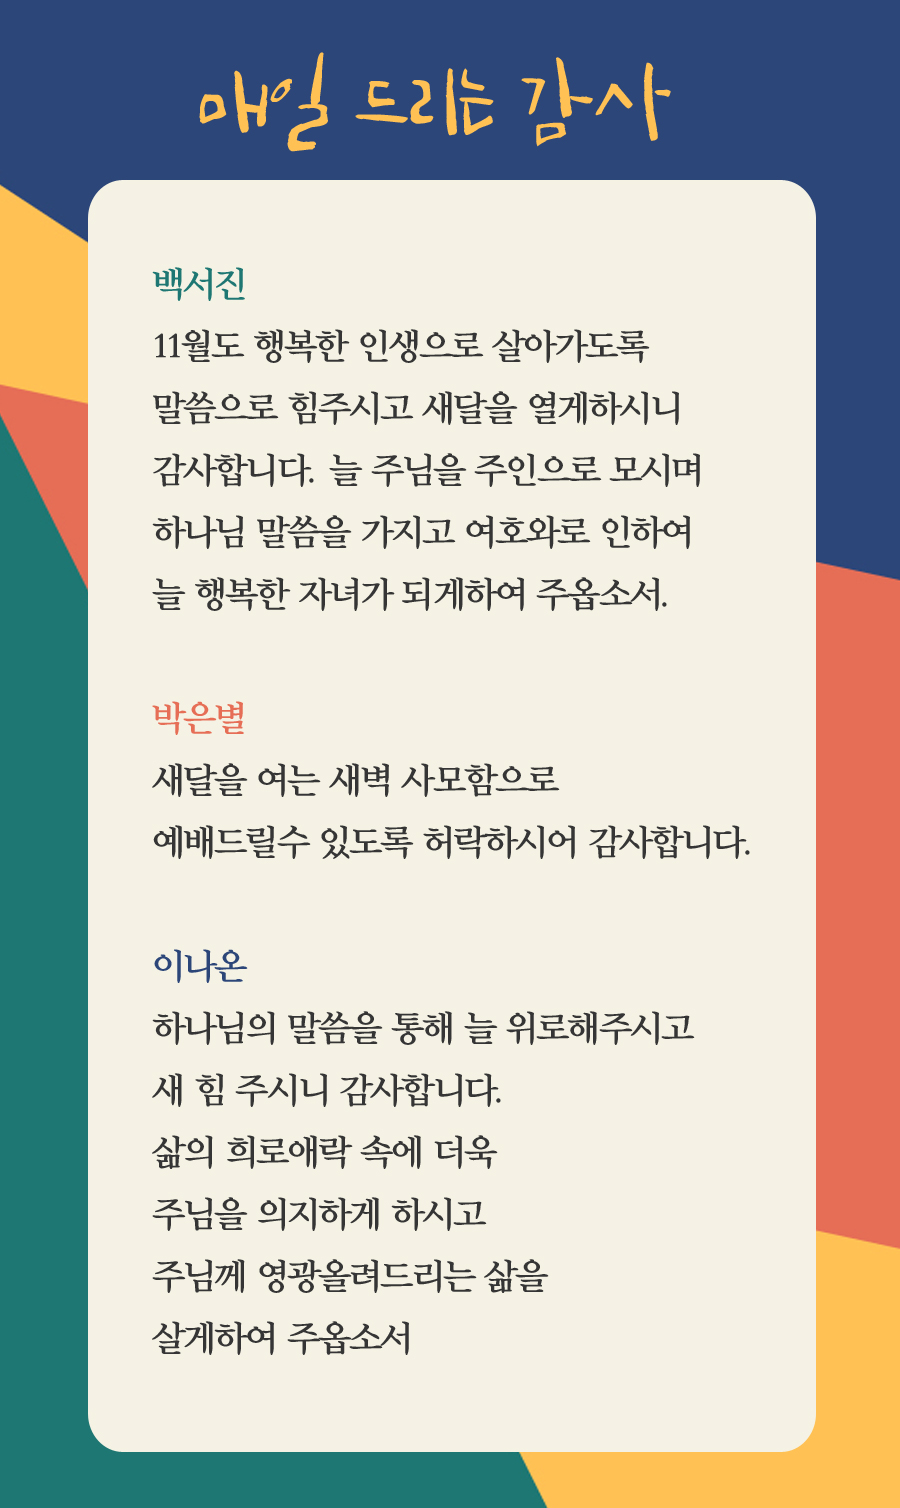 매일 드리는 감사
백서진
11월도 행복한 인생으로 살아가도록
말씀으로 힘주시고 새달을 열게하시니
감사합니다. 늘 주님을 주인으로 모시며
하나님 말씀을 가지고 여호와로 인하여
늘 행복한 자녀가 되게하여 주옵소서.
박은별
새달을 여는 새벽 사모함으로
예배드릴수 있도록 허락하시어 감사합니다.
이나온
하나님의 말씀을 통해 늘 위로해주시고
새 힘 주시니 감사합니다.
삶의 희로애락 속에 더욱
주님을 의지하게 하시고
주님께 영광올려드리는 삶을
살게하여 주옵소서